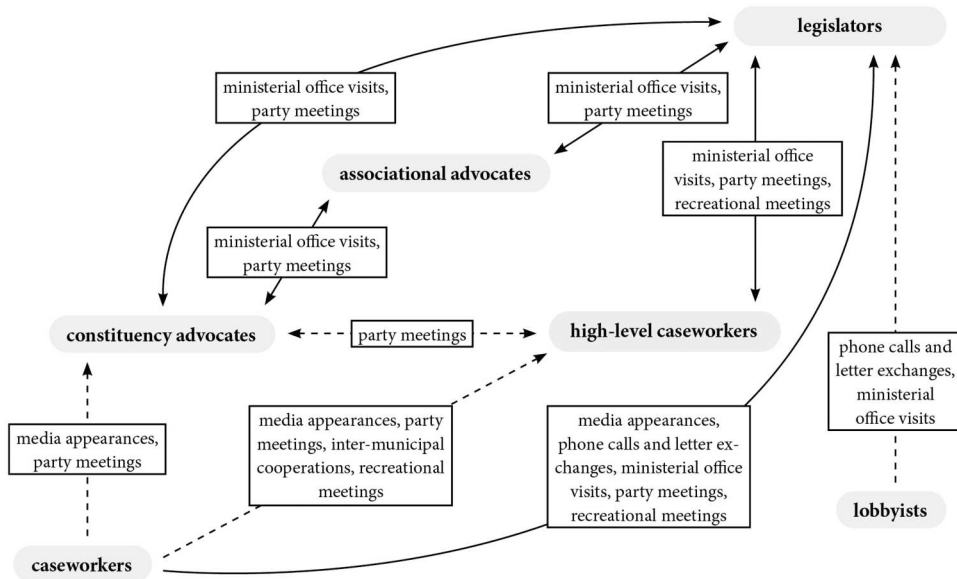 legislators
ministerial office visits,
party meetings
ministerial office visits,
party meetings
associational advocates
ministerial office
visits, party meetings,
recreational meetings
ministerial office visits,
party meetings
constituency advocates
party meetings
high-level caseworkers
phone calls and
letter exchanges,
ministerial
office visits
media appearances,
party meetings
media appearances, party
meetings, inter-municipal
cooperations, recreational
meetings
media appearances,
phone calls and letter ex-
changes, ministerial office
visits, party meetings,
recreational meetings
lobbyists
caseworkers